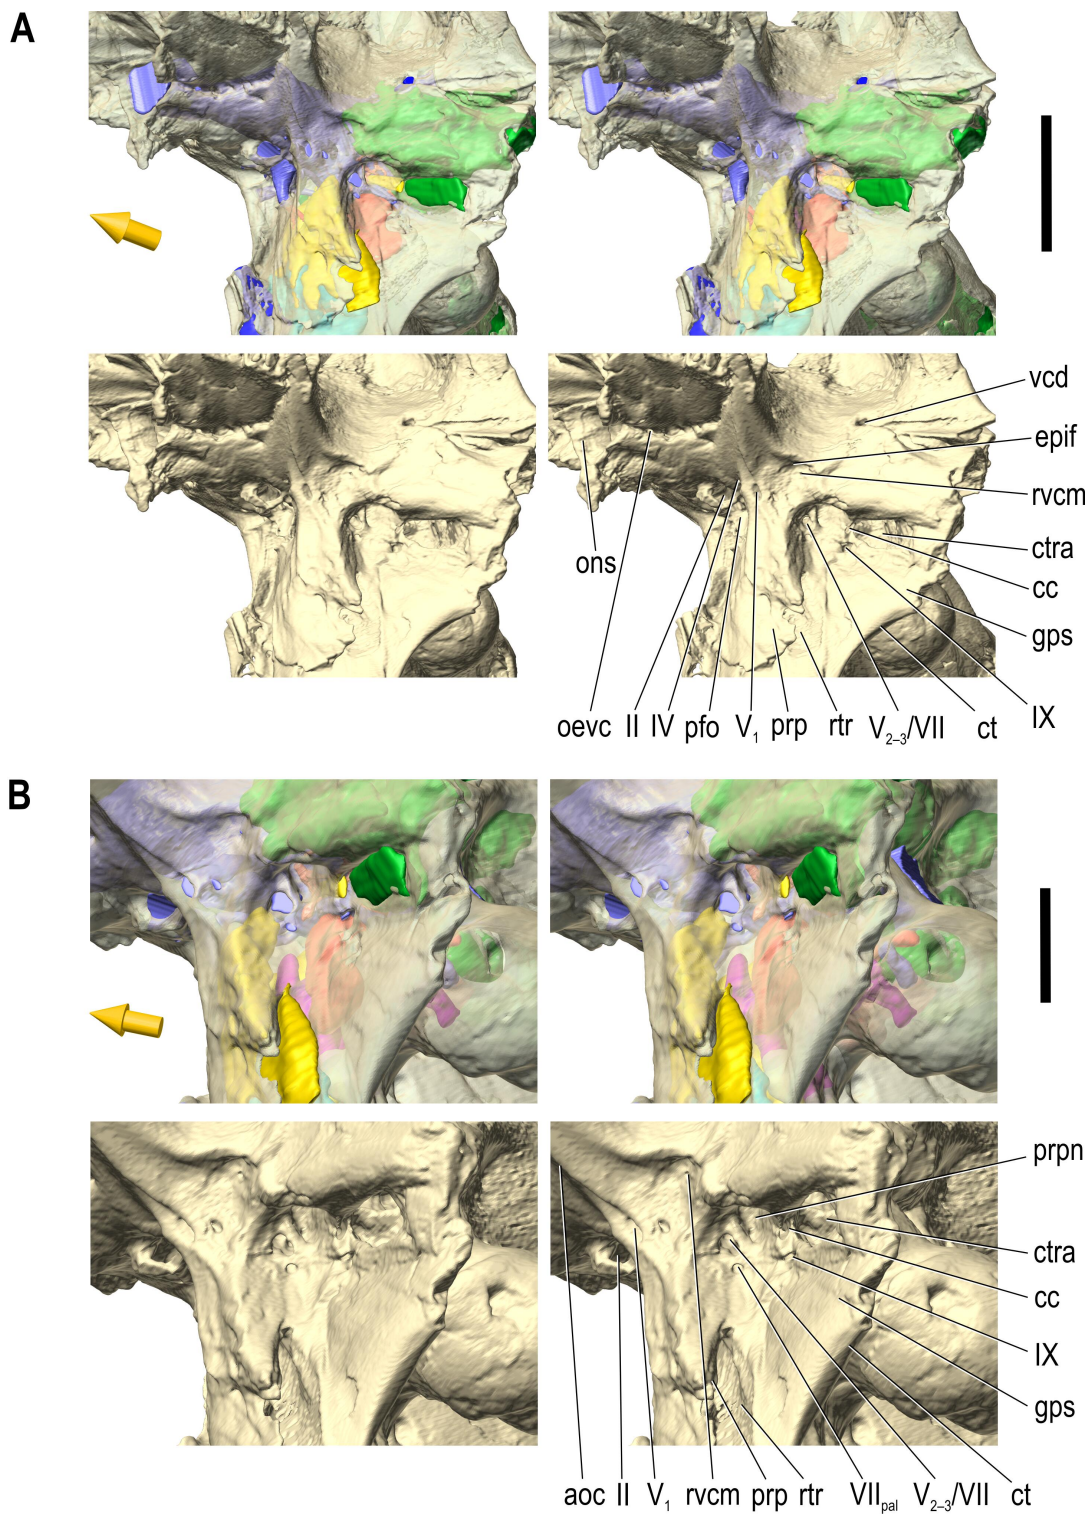 A
vcd
epif
rvcm
ons
ctra
cc
gps
IX
oevc II IV pfo V1 prp rtr V2–3/VII ct
B
prpn
ctra
cc
IX
gps
aoc II V1 rvcm prp rtr VIIpal V2–3/VII ct